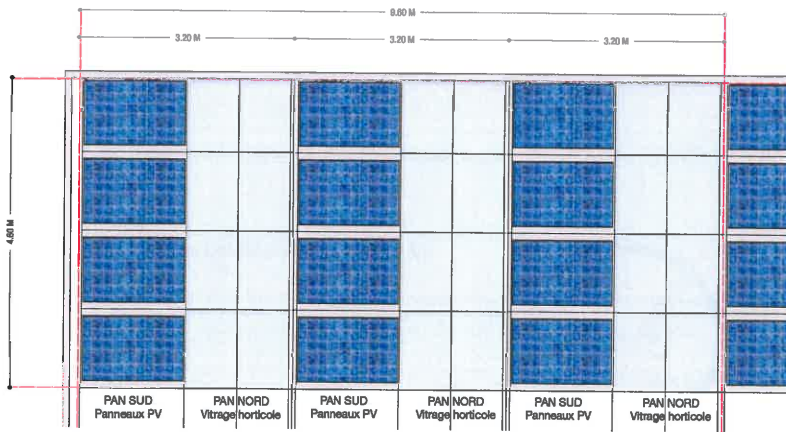 9.60 M
3.20 M
3.20 M
3.20 M
4.60 M
PAN SUD
Panneaux PV
PAN NORD
Vitrage horticole
PAN SUD
Panneaux PV
PAN NORD
Vitrage horticole
PAN SUD
Panneaux PV
PAN NORD
Vitrage horticole